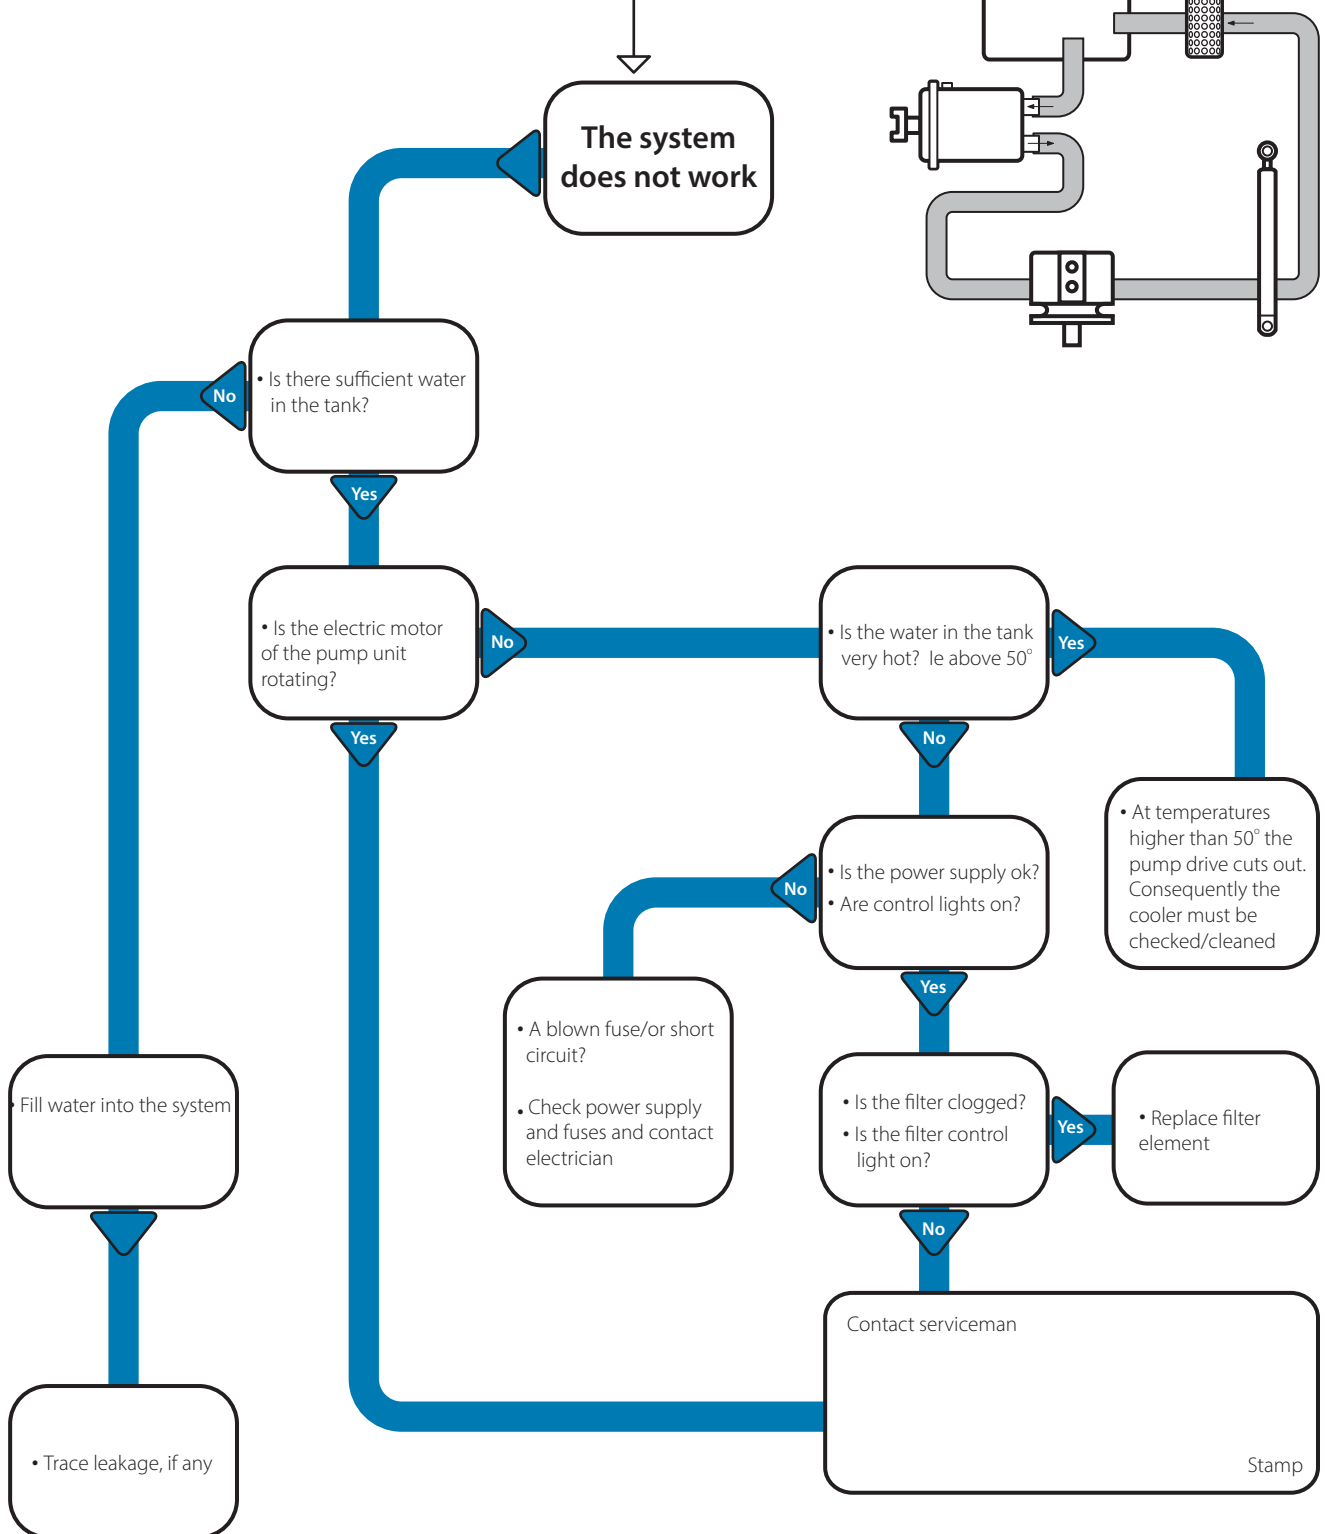 The system
does not work
• Is there sufficient water
in the tank?
No
Yes
• Is the electric motor
of the pump unit
rotating?
No
Yes
• Is the water in the tank
very hot? Ie above 50°
Yes
No
• At temperatures
higher than 50° the
pump drive cuts out.
Consequently the
cooler must be
checked/cleaned
• Is the power supply ok?
• Are control lights on?
No
Yes
• A blown fuse/or short
circuit?
• Check power supply
and fuses and contact
electrician
• Is the filter clogged?
• Is the filter control
light on?
Yes
No
• Replace filter
element
• Fill water into the system
• Trace leakage, if any
Contact serviceman
Stamp